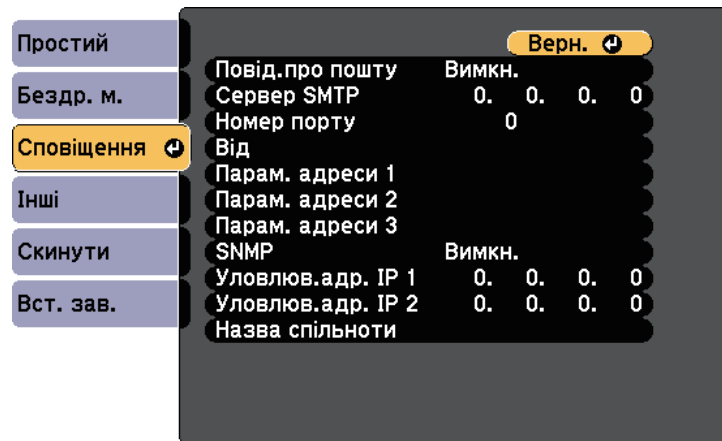 Простий
Бездр. м.
Сповіщення
Інші
Скинути
Вст. зав.
Верн.
Повід.про пошту Вимкн.
Сервер SMTP 0. 0. 0. 0
Номер порту 0
Від
Парам. адреси 1
Парам. адреси 2
Парам. адреси 3
SNMP Вимкн.
Уловлюв.адр. IP 1 0. 0. 0. 0
Уловлюв.адр. IP 2 0. 0. 0. 0
Назва спільноти